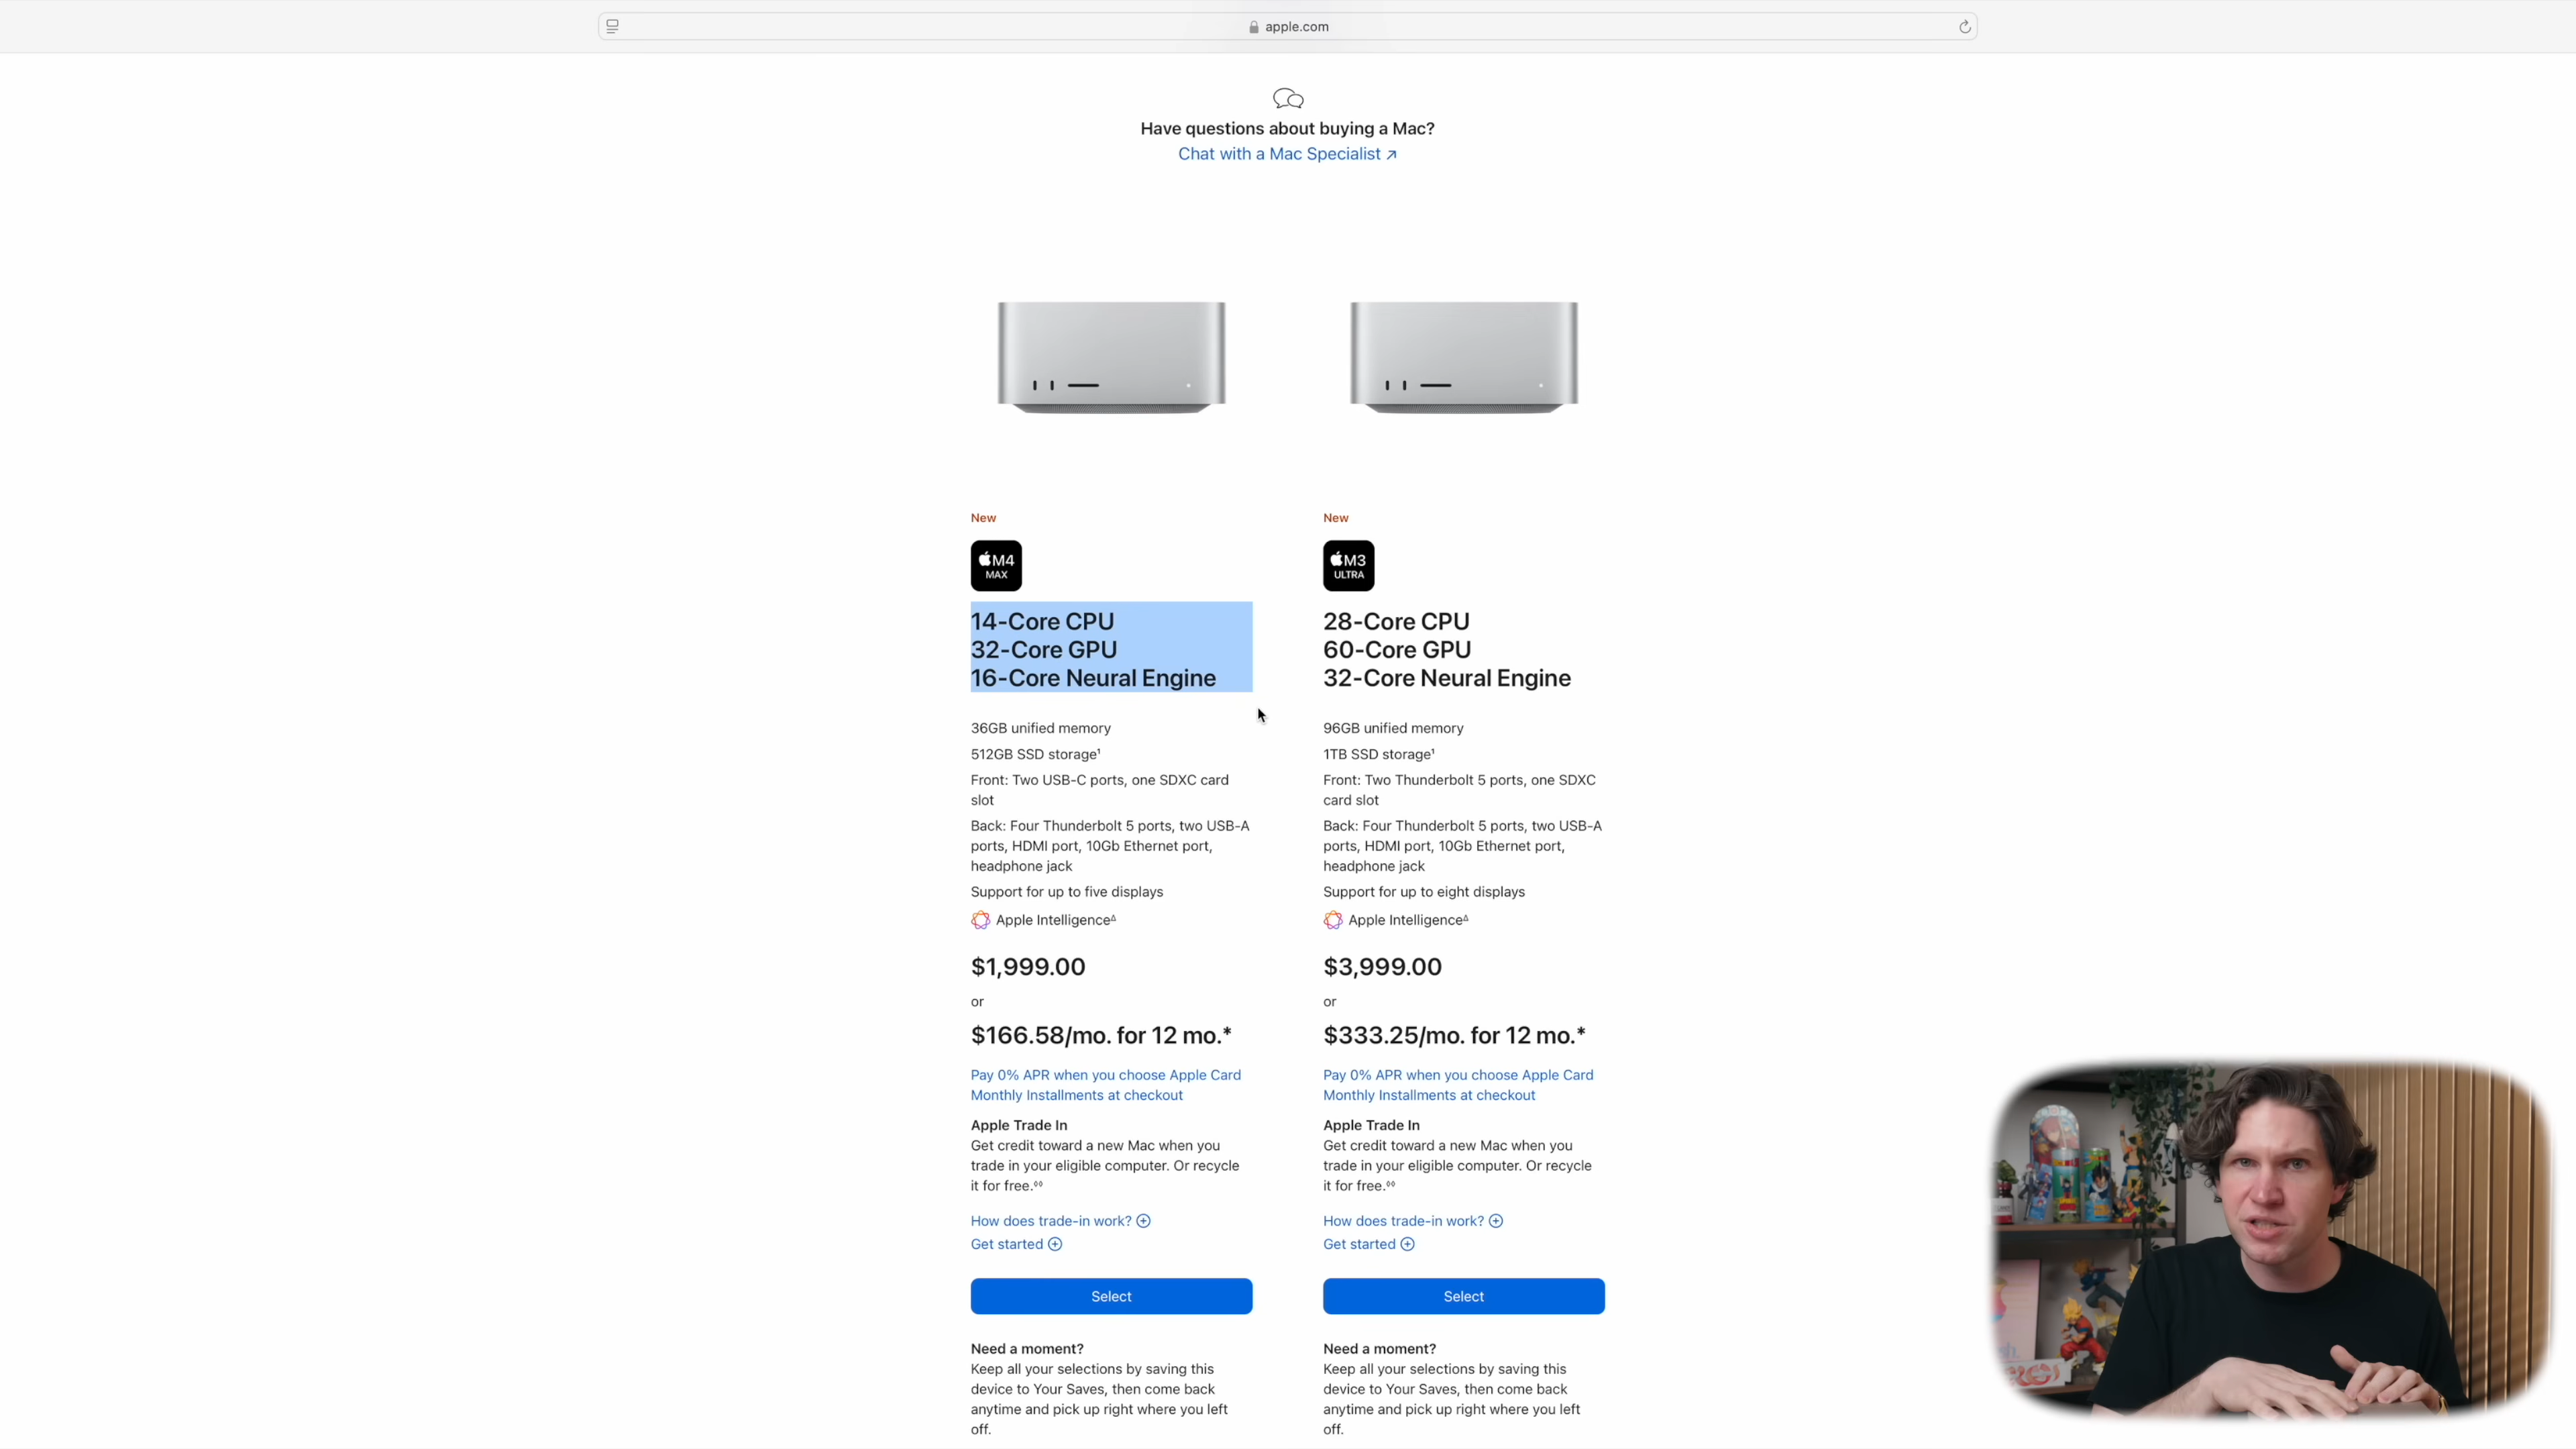 apple.com
Have questions about buying a Mac?
Chat with a Mac Specialist ↗
New
M4
MAX
14-Core CPU
32-Core GPU
16-Core Neural Engine
36GB unified memory
512GB SSD storage¹
Front: Two USB-C ports, one SDXC card
slot
Back: Four Thunderbolt 5 ports, two USB-A
ports, HDMI port, 10Gb Ethernet port,
headphone jack
Support for up to five displays
Apple Intelligence∆
$1,999.00
or
$166.58/mo. for 12 mo.*
Pay 0% APR when you choose Apple Card
Monthly Installments at checkout
Apple Trade In
Get credit toward a new Mac when you
trade in your eligible computer. Or recycle
it for free.◊◊
How does trade-in work?
Get started
Select
Need a moment?
Keep all your selections by saving this
device to Your Saves, then come back
anytime and pick up right where you left
off.
New
M3
ULTRA
28-Core CPU
60-Core GPU
32-Core Neural Engine
96GB unified memory
1TB SSD storage¹
Front: Two Thunderbolt 5 ports, one SDXC
card slot
Back: Four Thunderbolt 5 ports, two USB-A
ports, HDMI port, 10Gb Ethernet port,
headphone jack
Support for up to eight displays
Apple Intelligence∆
$3,999.00
or
$333.25/mo. for 12 mo.*
Pay 0% APR when you choose Apple Card
Monthly Installments at checkout
Apple Trade In
Get credit toward a new Mac when you
trade in your eligible computer. Or recycle
it for free.◊◊
How does trade-in work?
Get started
Select
Need a moment?
Keep all your selections by saving this
device to Your Saves, then come back
anytime and pick up right where you left
off.